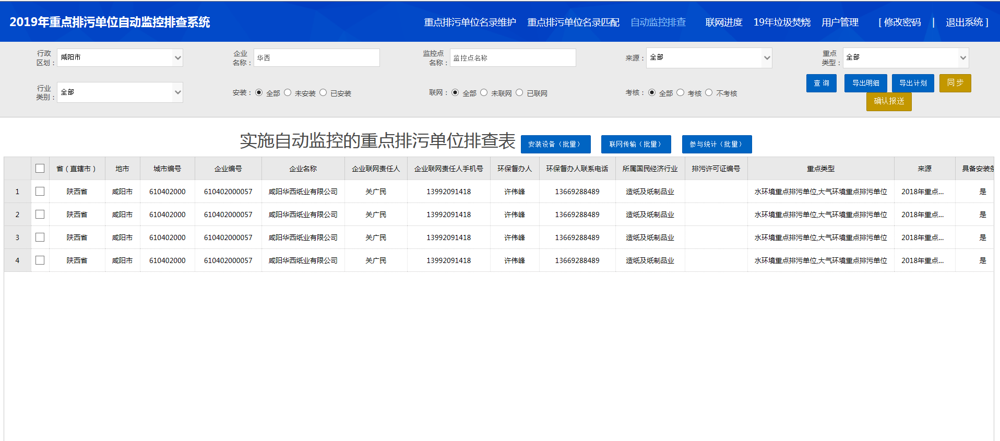 2019年重点排污单位自动监控排查系统
重点排污单位名录维护 重点排污单位名录匹配 自动监控排查 联网进度 19年垃圾焚烧 用户管理 [ 修改密码 | 退出系统 ]
行政区划： 咸阳市 企业名称： 华西 监控点名称： 监控点名称 来源： 全部 重点类型： 全部
行业类别： 全部 安装： 全部 未安装 已安装 联网： 全部 未联网 已联网 考核： 全部 考核 不考核 查 询 导出明细 导出计划 同 步
确认报送
实施自动监控的重点排污单位排查表 安装设备（批量） 联网传输（批量） 参与统计（批量）
省（直辖市） 地市 城市编号 企业编号 企业名称 企业联网责任人 企业联网责任人手机号 环保督办人 环保督办人联系电话 所属国民经济行业 排污许可证编号 重点类型 来源 具备安装条
1 陕西省 咸阳市 610402000 610402000057 咸阳华西纸业有限公司 关广民 13992091418 许伟峰 13669288489 造纸及纸制品业 水环境重点排污单位,大气环境重点排污单位 2018年重点... 是
2 陕西省 咸阳市 610402000 610402000057 咸阳华西纸业有限公司 关广民 13992091418 许伟峰 13669288489 造纸及纸制品业 水环境重点排污单位,大气环境重点排污单位 2018年重点... 是
3 陕西省 咸阳市 610402000 610402000057 咸阳华西纸业有限公司 关广民 13992091418 许伟峰 13669288489 造纸及纸制品业 水环境重点排污单位,大气环境重点排污单位 2018年重点... 是
4 陕西省 咸阳市 610402000 610402000057 咸阳华西纸业有限公司 关广民 13992091418 许伟峰 13669288489 造纸及纸制品业 水环境重点排污单位,大气环境重点排污单位 2018年重点... 是